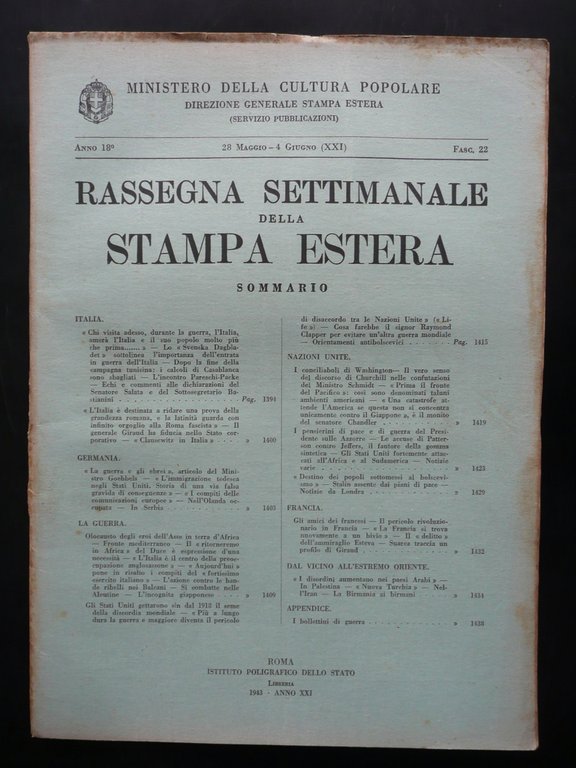 MINISTERO DELLA CULTURA POPOLARE
DIREZIONE GENERALE STAMPA ESTERA
(SERVIZIO PUBBLICAZIONI)
ANNO 18º
28 MAGGIO – 4 GIUGNO (XXI)
FASC. 22
RASSEGNA SETTIMANALE
DELLA
STAMPA ESTERA
SOMMARIO
ITALIA.
« Chi visita adesso, durante la guerra, l'Italia,
amerà l'Italia e il suo popolo molto più
che prima....... » — Lo « Svenska Dagbla-
det » sottolinea l'importanza dell'entrata
in guerra dell'Italia — Dopo la fine della
campagna tunisina: i calcoli di Casablanca
sono sbagliati — L'incontro Pareschi-Backe
— Echi e commenti alle dichiarazioni del
Senatore Saluta e del Sottosegretario Ba-
stianini . . . Pag. 1394
« L'Italia è destinata a ridare una prova della
grandezza romana, e la latinità guarda con
infinito orgoglio alla Roma fascista » — Il
generale Giraud ha fiducia nello Stato cor-
porativo — « Clausewitz in Italia » . . » 1400
GERMANIA.
« La guerra e gli ebrei », articolo del Mini-
stro Goebbels — « L'immigrazione tedesca
negli Stati Uniti. Storia di una vis falsa
gravida di conseguenze » — « I compiti delle
comunicazioni europee » — Nell'Olanda oc-
cupata — In Serbia . . . » 1403
LA GUERRA.
Olocausto degli eroi dell'Asse in terra d'Africa
— Fronte mediterraneo — Il « ritorneremo
in Africa » del Duce è espressione d'una
necessità — « L'Italia è il centro della preoc-
cupazione anglosassone » — « Aujourd'hui »
pone in risalto i compiti del « fortissimo
esercito italiano » — L'azione contro le ban-
de ribelli nei Balcani — Si combatte nelle
Aleutine — L'incognita giapponese . . . » 1409
Gli Stati Uniti gettarono sin dal 1918 il seme
della discordia mondiale — « Più a lungo
dura la guerra e maggiore diventa il pericolo
di disaccordo tra le Nazioni Unite » (« Li-
fe ») — Cosa farebbe il signor Raymond
Clapper per evitare un'altra guerra mondiale
— Orientamenti antibolscevici . . Pag. 1415
NAZIONI UNITE.
I conciliaboli di Washington — Il vero senso
del discorso di Churchill nelle confutazioni
del Ministro Schmidt — « Prima il fronte
del Pacifico »: così sono denominati taluni
ambienti americani — « Una catastrofe at-
tende l'America se questa non si concentra
unicamente contro il Giappone », è il monito
del senatore Chandler . . . » 1419
I pensierini di pace e di guerra del Presi-
dente sulle Azzorre — Le accuse di Patter-
son contro Jeffers, il fautore della gomma
sintetica — Gli Stati Uniti fortemente attac-
cati all'Africa e al Sudamerica — Notizie
varie . . . » 1423
« Destino dei popoli sottomessi al bolscevi-
smo » — Stalin assente dai piani di pace —
Notizie da Londra . . . » 1429
FRANCIA.
Gli amici dei francesi — Il pericolo rivoluzio-
nario in Francia — « La Francia si trova
nuovamente a un bivio » — Il « delitto »
dell'ammiraglio Esteva — Suarez traccia un
profilo di Giraud . . . » 1432
DAL VICINO ALL'ESTREMO ORIENTE.
« I disordini aumentano nei paesi Arabi » —
In Palestina — « Nuova Turchia » — Nel-
l'Iran — La Birmania ai birmani . . » 1434
APPENDICE.
I bollettini di guerra . . . » 1438
ROMA
ISTITUTO POLIGRAFICO DELLO STATO
LIBRERIA
1943 - ANNO XXI